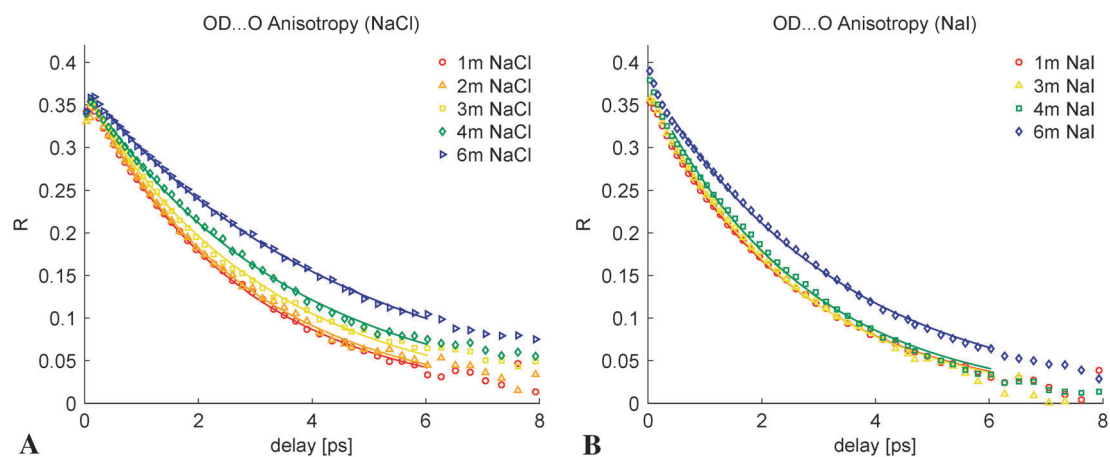 OD...O Anisotropy (NaCl)
0.4
0.35
0.3
0.25
0.2
0.15
0.1
0.05
0
R
0 2 4 6 8
delay [ps]
1m NaCl
2m NaCl
3m NaCl
4m NaCl
6m NaCl
A
OD...O Anisotropy (NaI)
0.4
0.35
0.3
0.25
0.2
0.15
0.1
0.05
0
R
0 2 4 6 8
delay [ps]
1m NaI
3m NaI
4m NaI
6m NaI
B